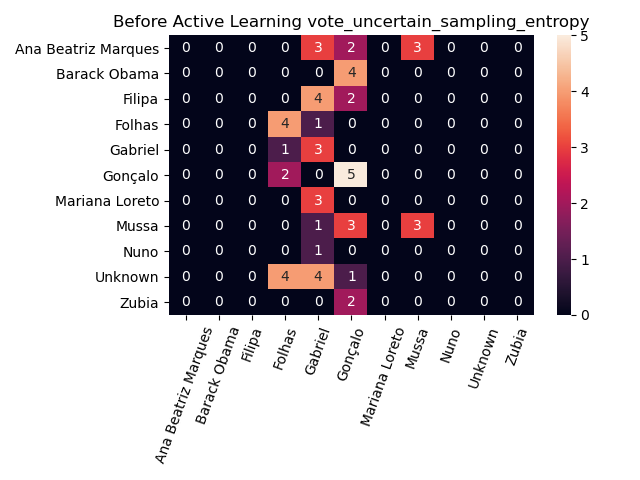 Before Active Learning vote_uncertain_sampling_entropy
Ana Beatriz Marques 0 0 0 0 3 2 0 3 0 0 0
Barack Obama 0 0 0 0 0 4 0 0 0 0 0
Filipa 0 0 0 0 4 2 0 0 0 0 0
Folhas 0 0 0 4 1 0 0 0 0 0 0
Gabriel 0 0 0 1 3 0 0 0 0 0 0
Gonçalo 0 0 0 2 0 5 0 0 0 0 0
Mariana Loreto 0 0 0 0 3 0 0 0 0 0 0
Mussa 0 0 0 0 1 3 0 3 0 0 0
Nuno 0 0 0 0 1 0 0 0 0 0 0
Unknown 0 0 0 4 4 1 0 0 0 0 0
Zubia 0 0 0 0 0 2 0 0 0 0 0
Ana Beatriz Marques
Barack Obama
Filipa
Folhas
Gabriel
Gonçalo
Mariana Loreto
Mussa
Nuno
Unknown
Zubia
5
4
3
2
1
0